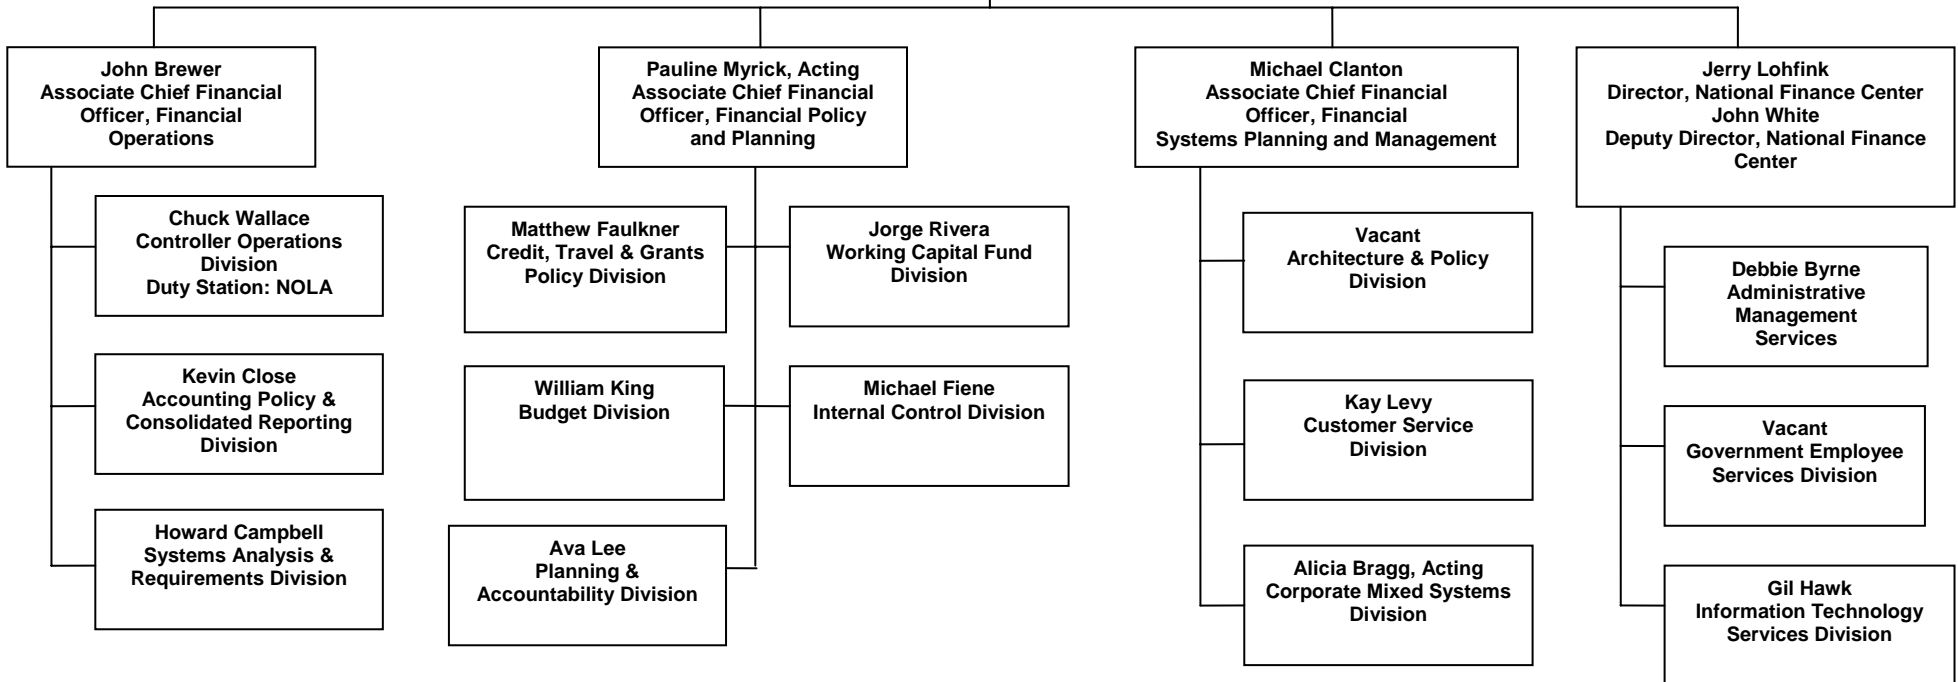 John Brewer
Associate Chief Financial
Officer, Financial
Operations
Chuck Wallace
Controller Operations
Division
Duty Station: NOLA
Kevin Close
Accounting Policy &
Consolidated Reporting
Division
Howard Campbell
Systems Analysis &
Requirements Division
Pauline Myrick, Acting
Associate Chief Financial
Officer, Financial Policy
and Planning
Matthew Faulkner
Credit, Travel & Grants
Policy Division
Jorge Rivera
Working Capital Fund
Division
William King
Budget Division
Michael Fiene
Internal Control Division
Ava Lee
Planning &
Accountability Division
Michael Clanton
Associate Chief Financial
Officer, Financial
Systems Planning and Management
Vacant
Architecture & Policy
Division
Kay Levy
Customer Service
Division
Alicia Bragg, Acting
Corporate Mixed Systems
Division
Jerry Lohfink
Director, National Finance Center
John White
Deputy Director, National Finance
Center
Debbie Byrne
Administrative
Management
Services
Vacant
Government Employee
Services Division
Gil Hawk
Information Technology
Services Division